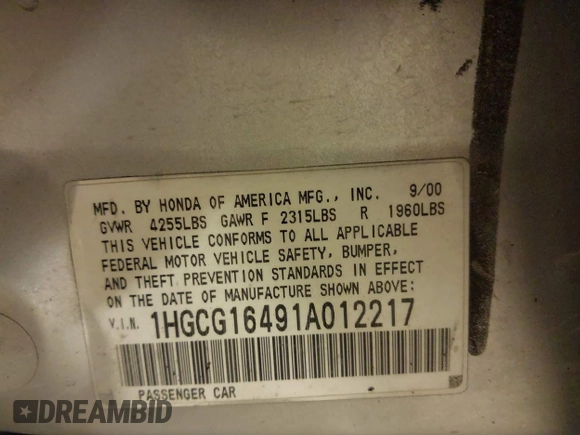 MFD. BY HONDA OF AMERICA MFG., INC. 9/00
GVWR 4255LBS GAWR F 2315LBS R 1960LBS
THIS VEHICLE CONFORMS TO ALL APPLICABLE
FEDERAL MOTOR VEHICLE SAFETY, BUMPER,
AND THEFT PREVENTION STANDARDS IN EFFECT
ON THE DATE OF MANUFACTURE SHOWN ABOVE:
V.I.N. 1HGCG16491A012217
PASSENGER CAR
DREAMBID